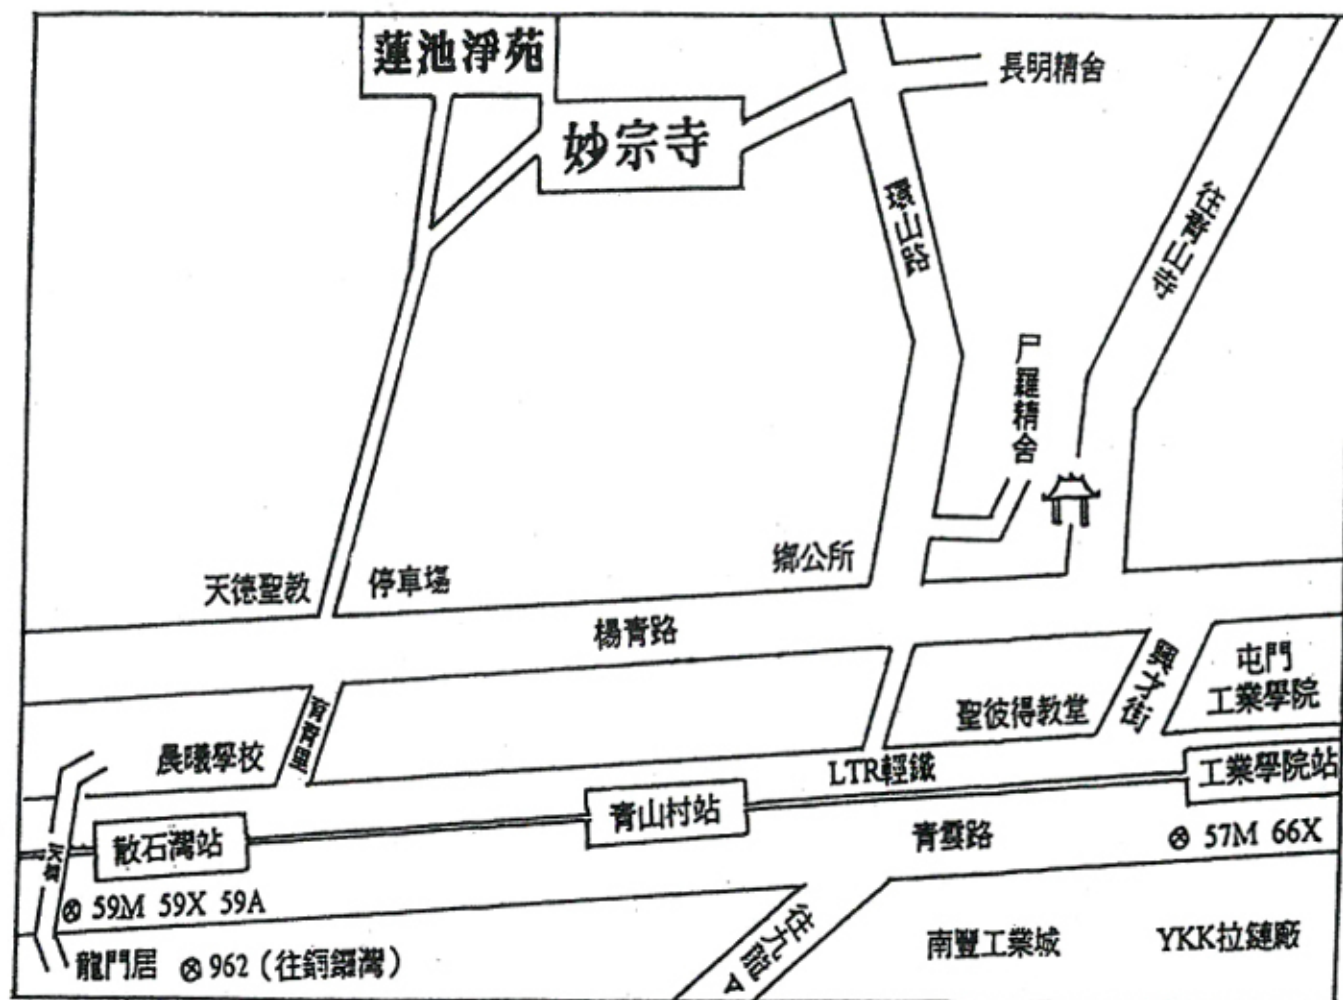 蓮池淨苑
妙宗寺
長明精舍
環山路
往青山寺
尸羅精舍
鄉公所
天德聖教
停車場
楊青路
興才街
屯門
工業學院
聖彼得教堂
育青里
晨曦學校
LTR輕鐵
工業學院站
青山村站
散石灣站
天橋
青雲路
⊗ 57M 66X
⊗ 59M 59X 59A
往九龍
南豐工業城
YKK拉鏈廠
龍門居
⊗ 962（往銅鑼灣）